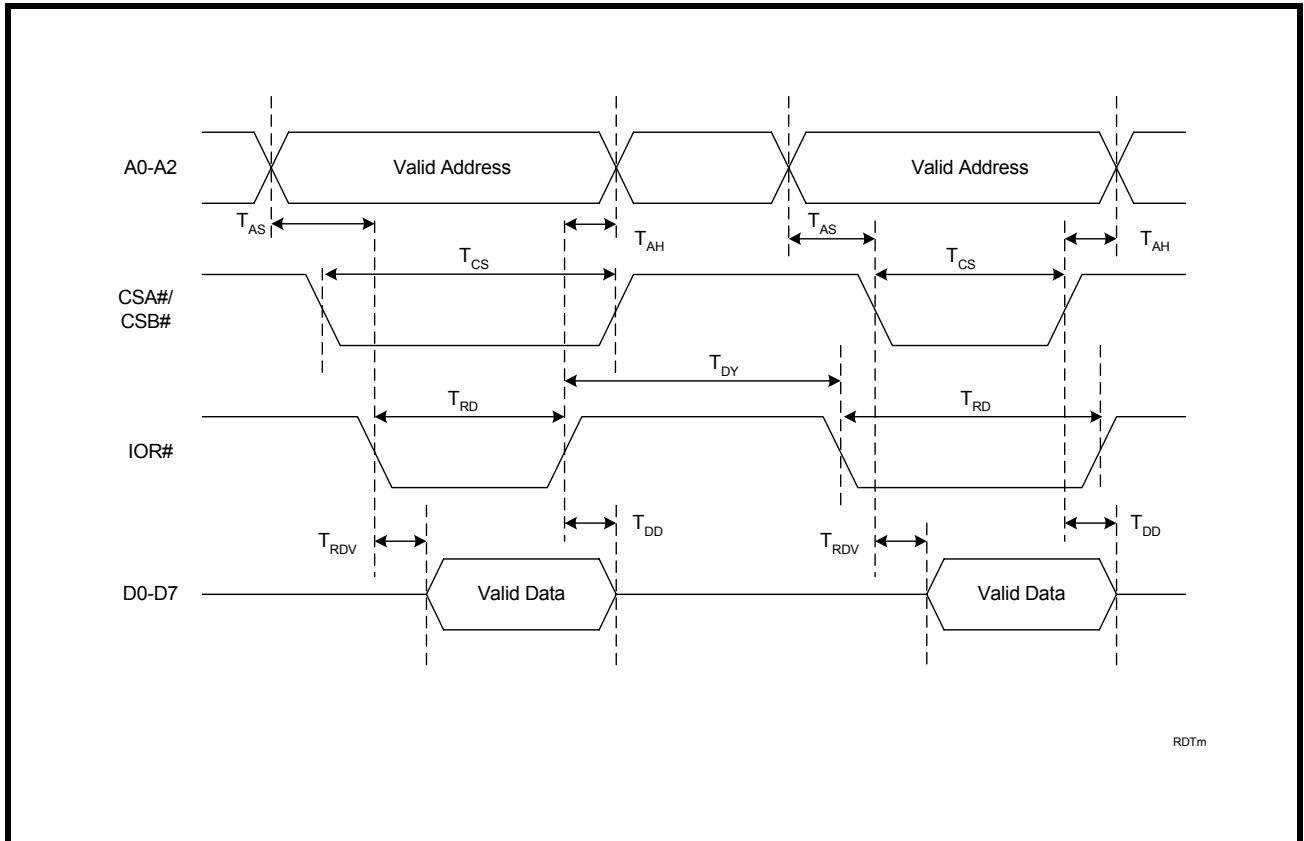 A0-A2
Valid Address
Valid Address
TAS
TAH
TAS
TAH
CSA#/
CSB#
TCS
TCS
TDY
IOR#
TRD
TRD
TRDV
TDD
TRDV
TDD
D0-D7
Valid Data
Valid Data
RDTm